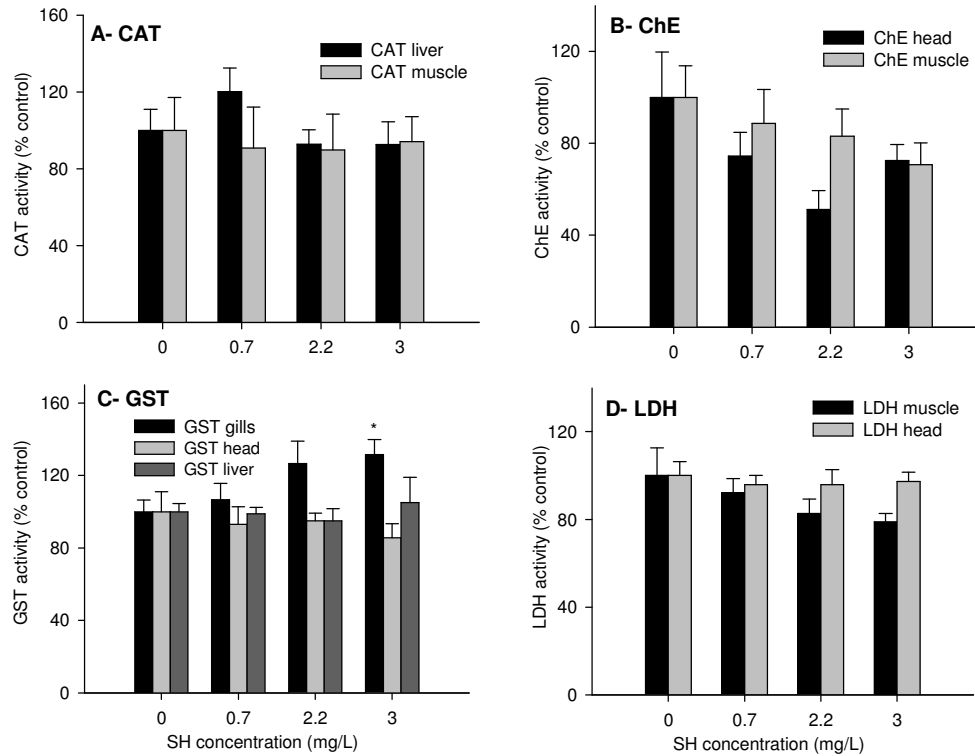 A- CAT
CAT liver
CAT muscle
CAT activity (% control)
160
120
80
40
0
0 0.7 2.2 3
B- ChE
ChE head
ChE muscle
ChE activity (% control)
120
80
40
0
0 0.7 2.2 3
C- GST
GST gills
GST head
GST liver
*
GST activity (% control)
160
120
80
40
0
0 0.7 2.2 3
SH concentration (mg/L)
D- LDH
LDH muscle
LDH head
LDH activity (% control)
120
80
40
0
0 0.7 2.2 3
SH concentration (mg/L)